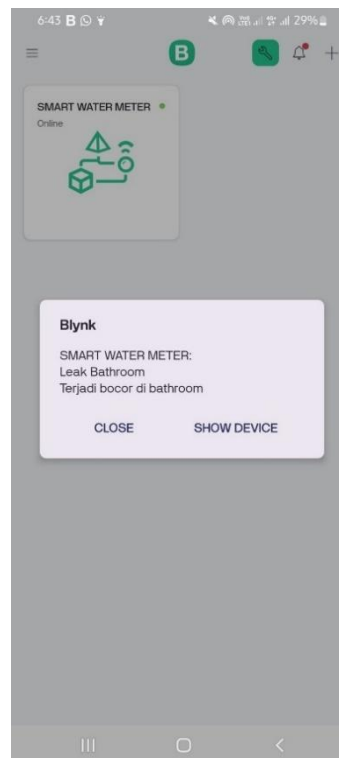 6:43 B
29%
B
SMART WATER METER
Online
Blynk
SMART WATER METER:
Leak Bathroom
Terjadi bocor di bathroom
CLOSE SHOW DEVICE